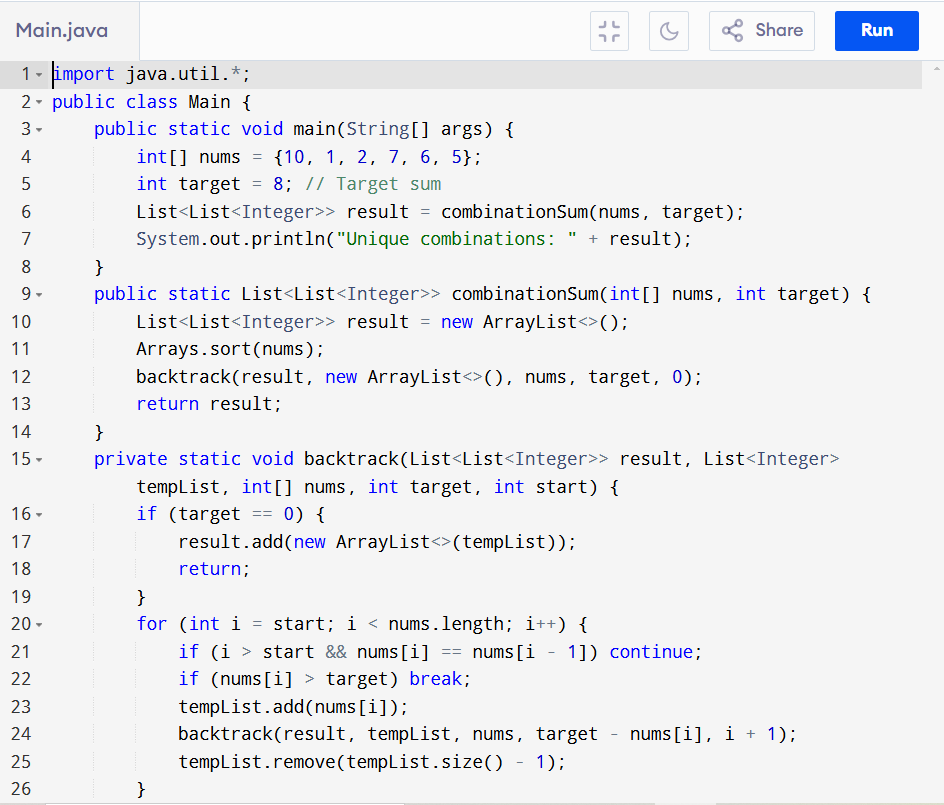 Main.java
Share
Run
1 import java.util.*;
2 public class Main {
3     public static void main(String[] args) {
4         int[] nums = {10, 1, 2, 7, 6, 5};
5         int target = 8; // Target sum
6         List<List<Integer>> result = combinationSum(nums, target);
7         System.out.println("Unique combinations: " + result);
8     }
9     public static List<List<Integer>> combinationSum(int[] nums, int target) {
10         List<List<Integer>> result = new ArrayList<>();
11         Arrays.sort(nums);
12         backtrack(result, new ArrayList<>(), nums, target, 0);
13         return result;
14     }
15     private static void backtrack(List<List<Integer>> result, List<Integer>
        tempList, int[] nums, int target, int start) {
16         if (target == 0) {
17             result.add(new ArrayList<>(tempList));
18             return;
19         }
20         for (int i = start; i < nums.length; i++) {
21             if (i > start && nums[i] == nums[i - 1]) continue;
22             if (nums[i] > target) break;
23             tempList.add(nums[i]);
24             backtrack(result, tempList, nums, target - nums[i], i + 1);
25             tempList.remove(tempList.size() - 1);
26         }